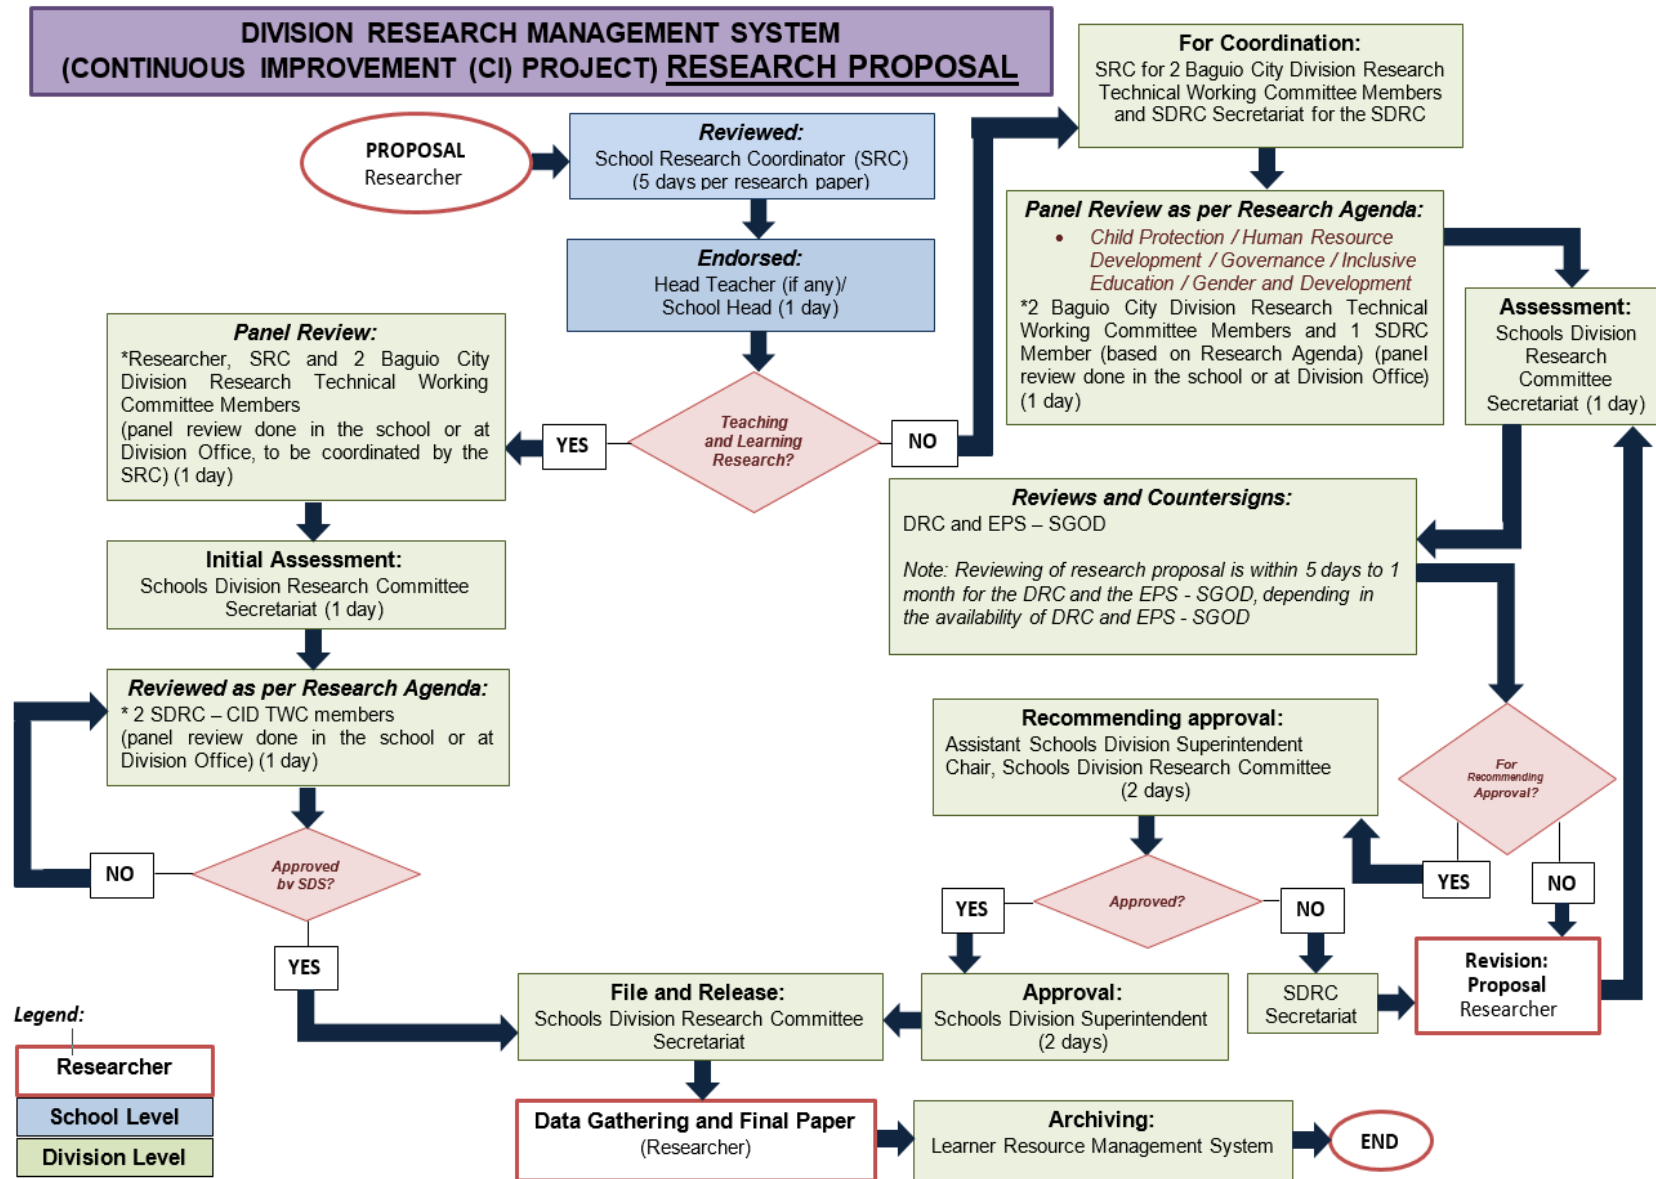 DIVISION RESEARCH MANAGEMENT SYSTEM
(CONTINUOUS IMPROVEMENT (CI) PROJECT) RESEARCH PROPOSAL
PROPOSAL
Researcher
Reviewed:
School Research Coordinator (SRC)
(5 days per research paper)
Endorsed:
Head Teacher (if any)/
School Head (1 day)
Teaching
and Learning
Research?
YES
NO
Panel Review:
*Researcher, SRC and 2 Baguio City
Division Research Technical Working
Committee Members
(panel review done in the school or at
Division Office, to be coordinated by the
SRC) (1 day)
Initial Assessment:
Schools Division Research Committee
Secretariat (1 day)
Reviewed as per Research Agenda:
* 2 SDRC – CID TWC members
(panel review done in the school or at
Division Office) (1 day)
Approved
by SDS?
NO
YES
For Coordination:
SRC for 2 Baguio City Division Research
Technical Working Committee Members
and SDRC Secretariat for the SDRC
Panel Review as per Research Agenda:
• Child Protection / Human Resource
Development / Governance / Inclusive
Education / Gender and Development
*2 Baguio City Division Research Technical
Working Committee Members and 1 SDRC
Member (based on Research Agenda) (panel
review done in the school or at Division Office)
(1 day)
Assessment:
Schools Division
Research
Committee
Secretariat (1 day)
Reviews and Countersigns:
DRC and EPS – SGOD
Note: Reviewing of research proposal is within 5 days to 1
month for the DRC and the EPS - SGOD, depending in
the availability of DRC and EPS - SGOD
For
Recommending
Approval?
YES
NO
Recommending approval:
Assistant Schools Division Superintendent
Chair, Schools Division Research Committee
(2 days)
Approved?
YES
NO
SDRC
Secretariat
Revision:
Proposal
Researcher
Approval:
Schools Division Superintendent
(2 days)
File and Release:
Schools Division Research Committee
Secretariat
Data Gathering and Final Paper
(Researcher)
Archiving:
Learner Resource Management System
END
Legend:
Researcher
School Level
Division Level